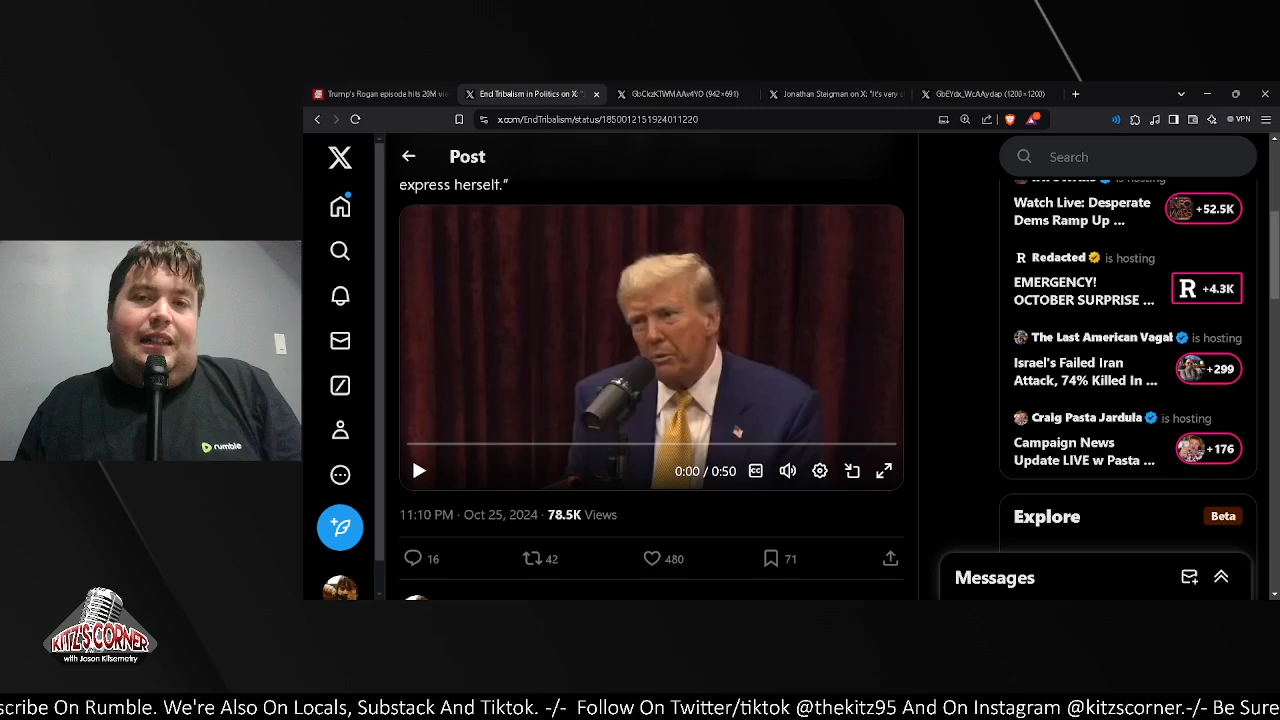 Trump's Rogan episode hits 20M vie
End Tribalism in Politics on X: "
GbCkzKTWMAAv4YO (942×691)
Jonathan Steigman on X: "It's very c
GbEYdx_WcAAydap (1200×1200)
x.com/EndTribalism/status/1850012151924011220
VPN
Post
Search
express herself."
is hosting
Watch Live: Desperate
Dems Ramp Up ...
+52.5K
Redacted is hosting
EMERGENCY!
OCTOBER SURPRISE ...
R +4.3K
The Last American Vagal is hosting
Israel's Failed Iran
Attack, 74% Killed In ...
+299
Craig Pasta Jardula is hosting
Campaign News
Update LIVE w Pasta ...
+176
0:00 / 0:50
11:10 PM · Oct 25, 2024 · 78.5K Views
16
42
480
71
Explore
Beta
Messages
rumble
KITZ'S CORNER
with Jason Kitsemetry
scribe On Rumble. We're Also On Locals, Substack And Tiktok. -/- Follow On Twitter/tiktok @thekitz95 And On Instagram @kitzscorner.-/- Be Sure